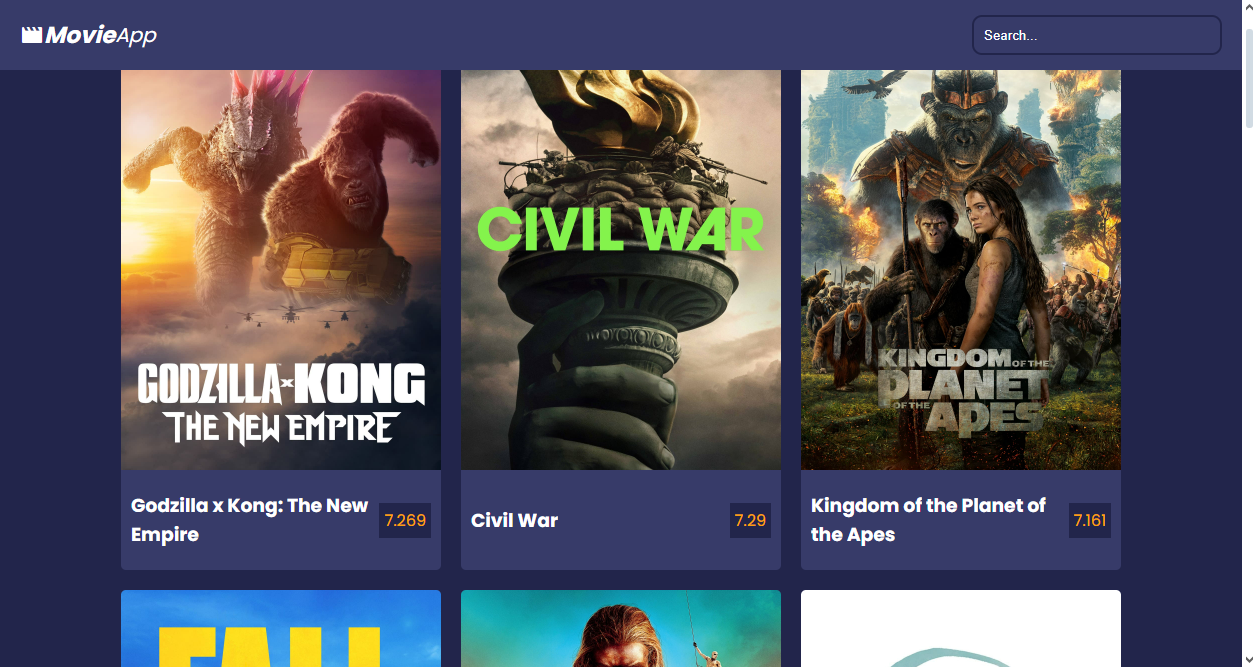 MovieApp
Search...
CIVIL WAR
KINGDOM OF THE
PLANET
OF THE APES
GODZILLA x KONG
THE NEW EMPIRE
Godzilla x Kong: The New
Empire
7.269
Civil War
7.29
Kingdom of the Planet of
the Apes
7.161
FALL